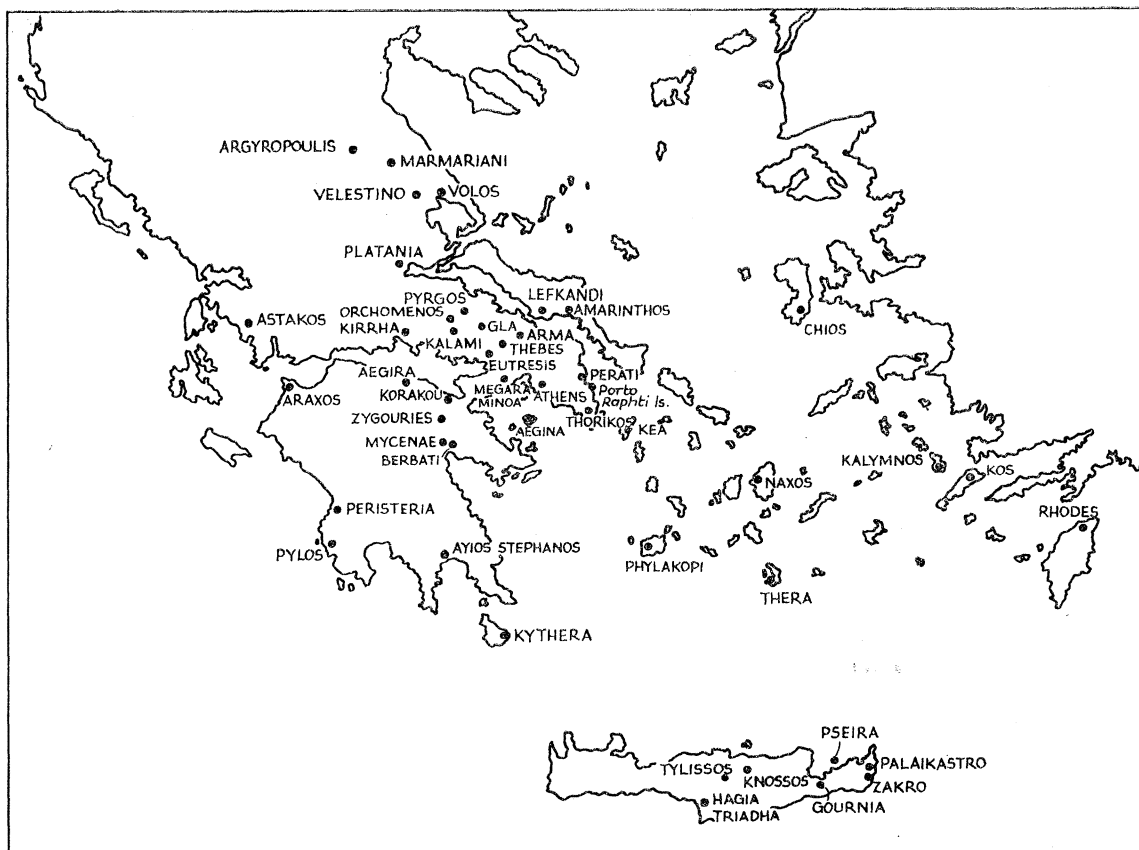 ARGYROPOULIS
MARMARIANI
VELESTINO
VOLOS
PLATANIA
LEFKANDI
PYRGOS
AMARINTHOS
ORCHOMENOS
ASTAKOS
KIRRHA
GLA
ARMA
CHIOS
KALAMI
THEBES
EUTRESIS
AEGIRA
PERATI
ARAXOS
KORAKOU
MEGARA
MINOA
ATHENS
Porto
Raphti Is.
ZYGOURIES
THORIKOS
AEGINA
KEA
MYCENAE
BERBATI
KALYMNOS
KOS
NAXOS
PERISTERIA
RHODES
PYLOS
AYIOS STEPHANOS
PHYLAKOPI
THERA
KYTHERA
PSEIRA
PALAIKASTRO
TYLISSOS
KNOSSOS
ZAKRO
HAGIA
TRIADHA
GOURNIA